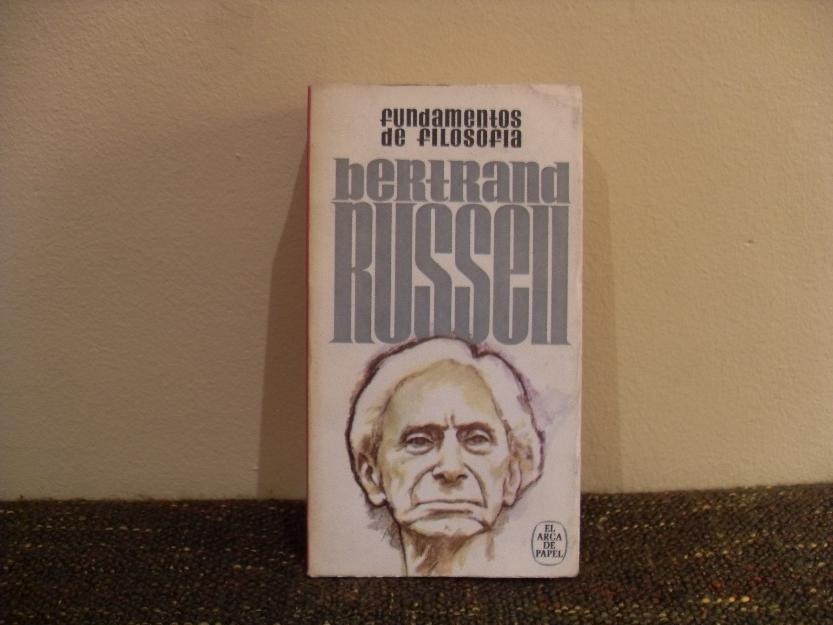 fundamentos
de filosofia
bertrand
Russell
EL
ARCA
DE
PAPEL